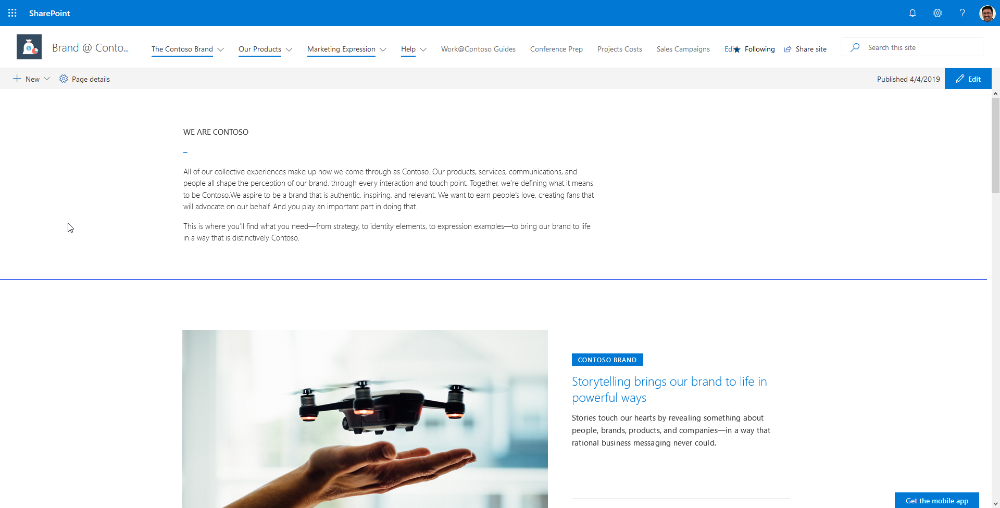 SharePoint
Brand @ Conto...
The Contoso Brand
Our Products
Marketing Expression
Help
Work@Contoso Guides
Conference Prep
Projects Costs
Sales Campaigns
Following
Share site
Search this site
New
Page details
Published 4/4/2019
Edit
WE ARE CONTOSO
All of our collective experiences make up how we come through as Contoso. Our products, services, communications, and
people all shape the perception of our brand, through every interaction and touch point. Together, we’re defining what it means
to be Contoso.We aspire to be a brand that is authentic, inspiring, and relevant. We want to earn people’s love, creating fans that
will advocate on our behalf. And you play an important part in doing that.
This is where you’ll find what you need—from strategy, to identity elements, to expression examples—to bring our brand to life
in a way that is distinctively Contoso.
CONTOSO BRAND
Storytelling brings our brand to life in
powerful ways
Stories touch our hearts by revealing something about
people, brands, products, and companies—in a way that
rational business messaging never could.
Get the mobile app